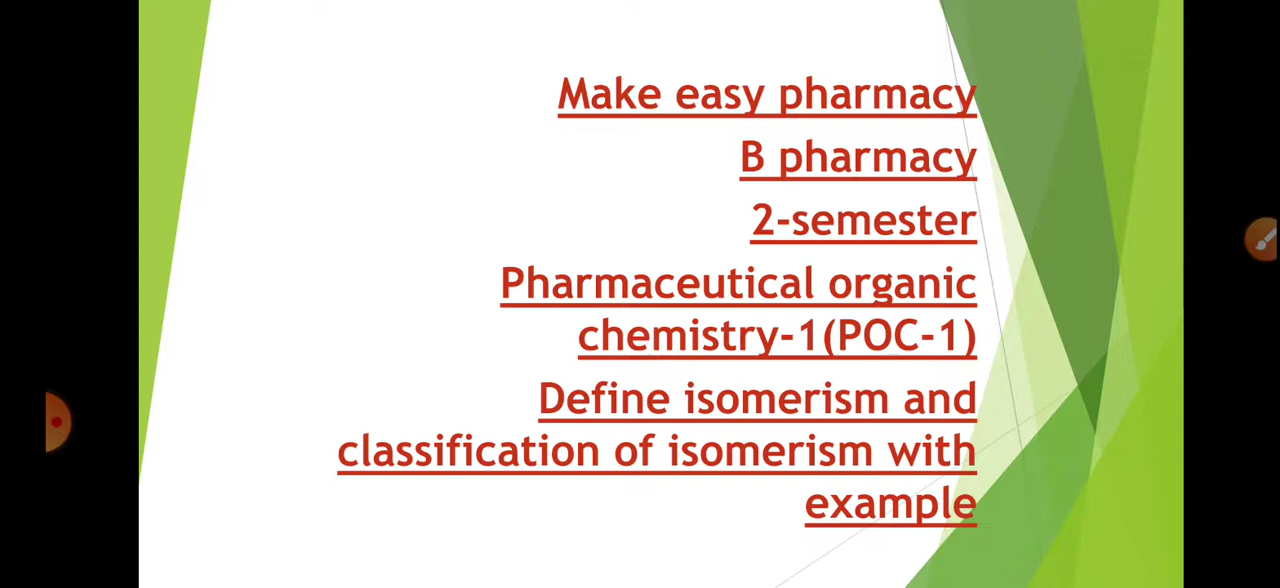 Make easy pharmacy
B pharmacy
2-semester
Pharmaceutical organic
chemistry-1(POC-1)
Define isomerism and
classification of isomerism with
example